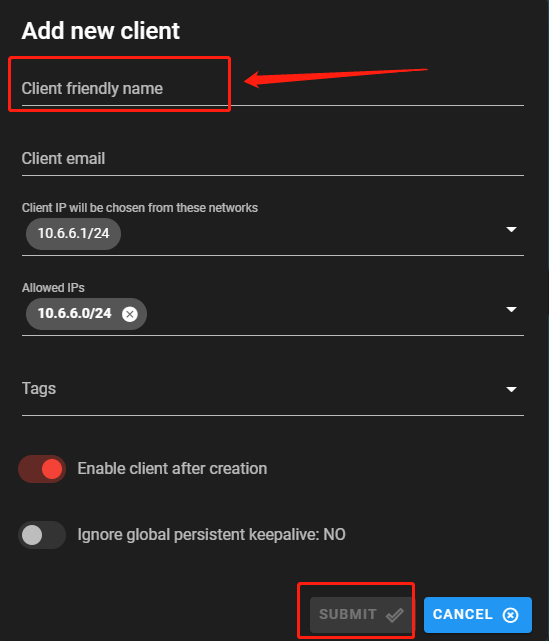 Add new client
Client friendly name
Client email
Client IP will be chosen from these networks
10.6.6.1/24
Allowed IPs
10.6.6.0/24
Tags
Enable client after creation
Ignore global persistent keepalive: NO
SUBMIT CANCEL